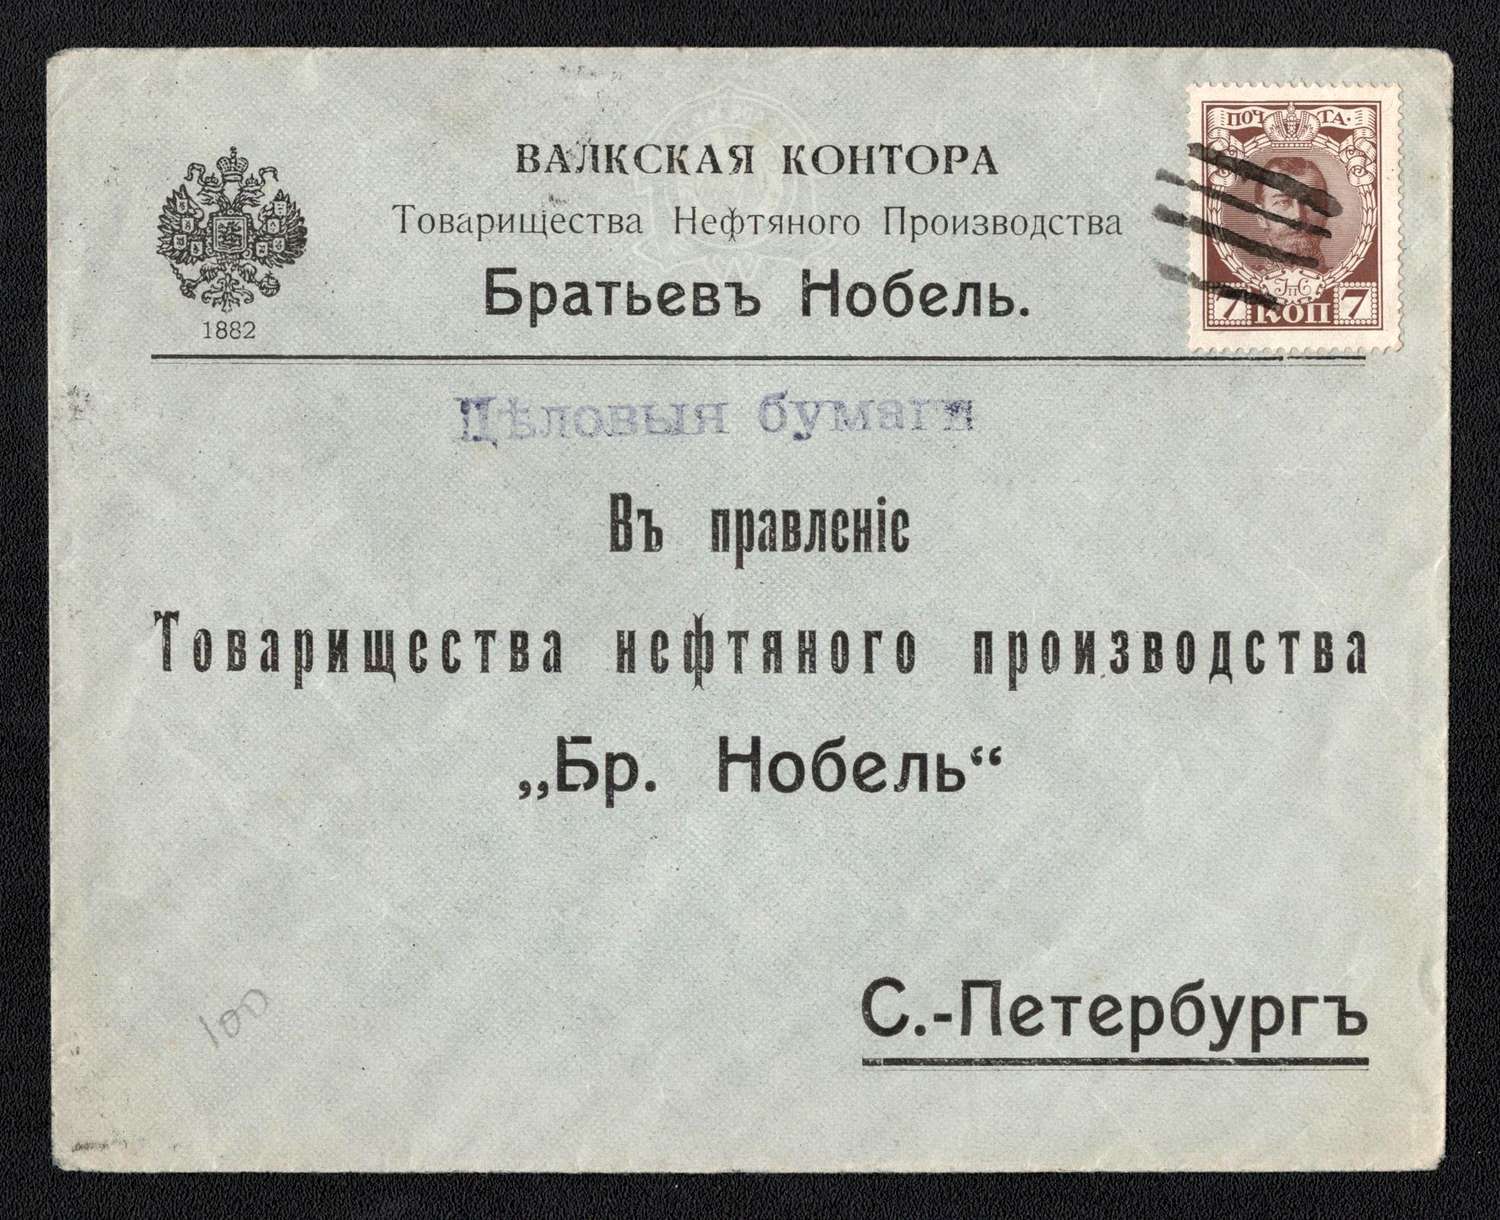 ВАЛКСКАЯ КОНТОРА
Товарищества Нефтяного Производства
Братьевъ Нобель.
1882
ПОЧТА.
7 КОП 7
Дѣловыя бумаги
Въ правленіе
Товарищества нефтяного производства
„Бр. Нобель“
С.-Петербургъ
100